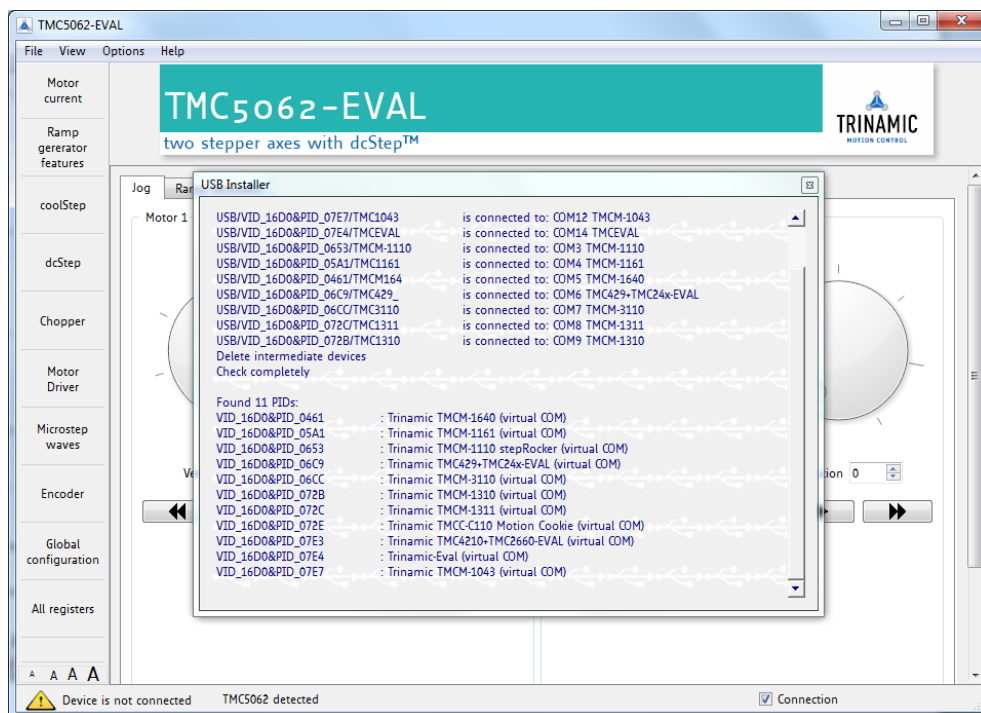 TMC5062-EVAL
File View Options Help
Motor
current
Ramp
gererator
features
coolStep
dcStep
Chopper
Motor
Driver
Microstep
waves
Encoder
Global
configuration
All registers
A A A A
TMC5062-EVAL
two stepper axes with dcStep™
TRINAMIC
MOTION CONTROL
Jog
Motor 1
USB Installer
USB/VID_16D0&PID_07E7/TMC1043 is connected to: COM12 TMCM-1043
USB/VID_16D0&PID_07E4/TMCEVAL is connected to: COM14 TMCEVAL
USB/VID_16D0&PID_0653/TMCM-1110 is connected to: COM3 TMCM-1110
USB/VID_16D0&PID_05A1/TMC1161 is connected to: COM4 TMCM-1161
USB/VID_16D0&PID_0461/TMCM164 is connected to: COM5 TMCM-1640
USB/VID_16D0&PID_06C9/TMC429_ is connected to: COM6 TMC429+TMC24x-EVAL
USB/VID_16D0&PID_06CC/TMC3110 is connected to: COM7 TMCM-3110
USB/VID_16D0&PID_072C/TMC1311 is connected to: COM8 TMCM-1311
USB/VID_16D0&PID_072B/TMC1310 is connected to: COM9 TMCM-1310
Delete intermediate devices
Check completely
Found 11 PIDs:
VID_16D0&PID_0461 : Trinamic TMCM-1640 (virtual COM)
VID_16D0&PID_05A1 : Trinamic TMCM-1161 (virtual COM)
VID_16D0&PID_0653 : Trinamic TMCM-1110 stepRocker (virtual COM)
VID_16D0&PID_06C9 : Trinamic TMC429+TMC24x-EVAL (virtual COM)
VID_16D0&PID_06CC : Trinamic TMCM-3110 (virtual COM)
VID_16D0&PID_072B : Trinamic TMCM-1310 (virtual COM)
VID_16D0&PID_072C : Trinamic TMCM-1311 (virtual COM)
VID_16D0&PID_072E : Trinamic TMCC-C110 Motion Cookie (virtual COM)
VID_16D0&PID_07E3 : Trinamic TMC4210+TMC2660-EVAL (virtual COM)
VID_16D0&PID_07E4 : Trinamic-Eval (virtual COM)
VID_16D0&PID_07E7 : Trinamic TMCM-1043 (virtual COM)
0
Device is not connected TMC5062 detected Connection